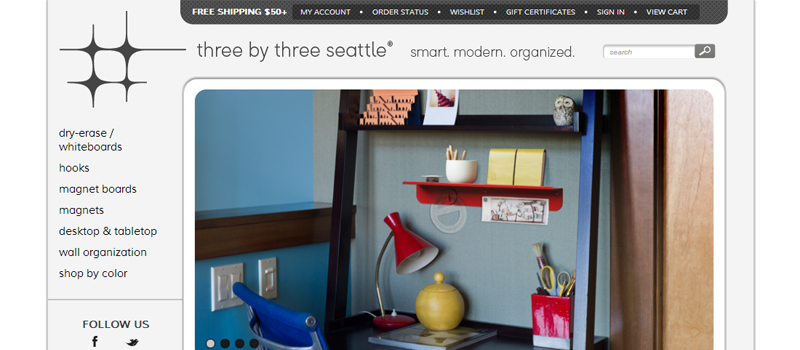 FREE SHIPPING $50+ MY ACCOUNT • ORDER STATUS • WISHLIST • GIFT CERTIFICATES • SIGN IN • VIEW CART
three by three seattle® smart. modern. organized. search
dry-erase /
whiteboards
hooks
magnet boards
magnets
desktop & tabletop
wall organization
shop by color
FOLLOW US